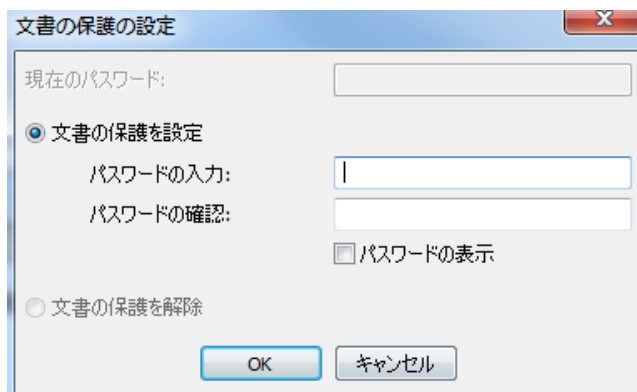 文書の保護の設定
現在のパスワード:
文書の保護を設定
パスワードの入力:
パスワードの確認:
パスワードの表示
文書の保護を解除
OK キャンセル